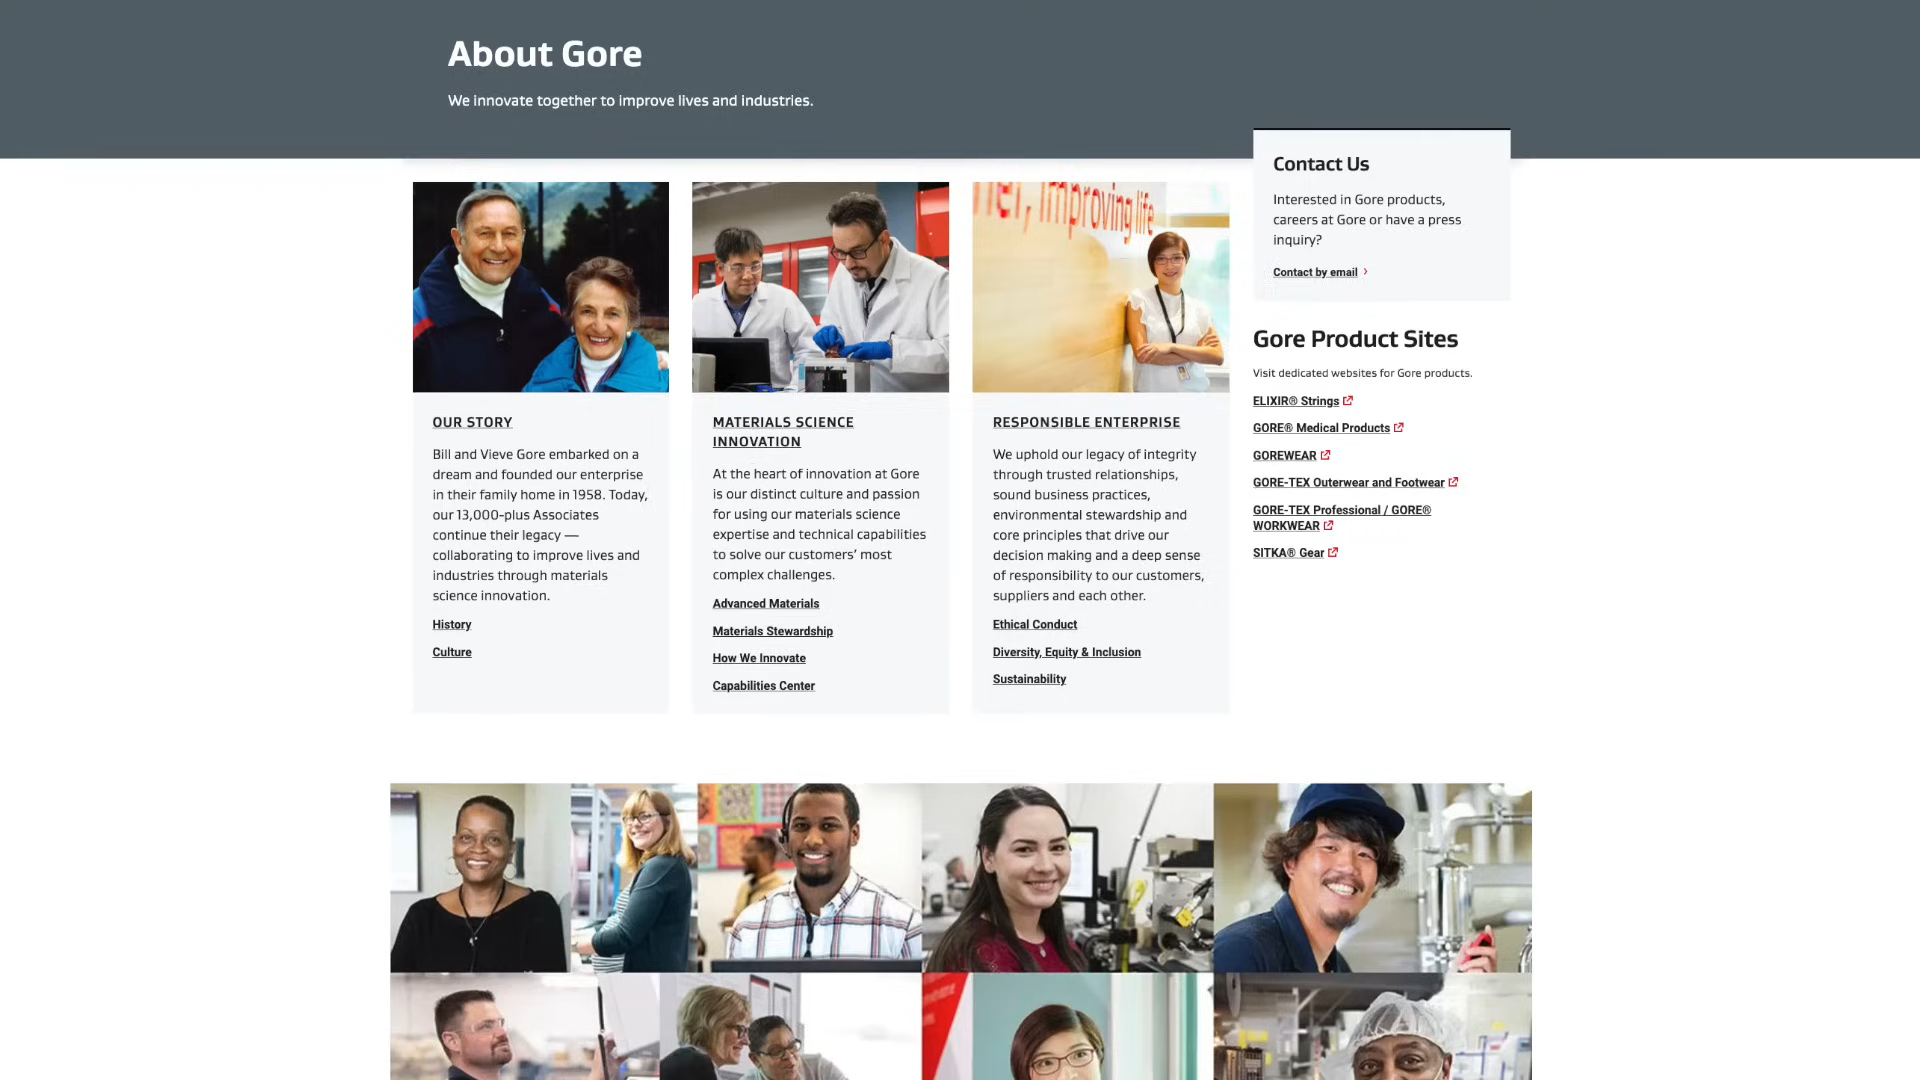 About Gore
We innovate together to improve lives and industries.
Contact Us
Interested in Gore products,
careers at Gore or have a press
inquiry?
Contact by email
OUR STORY
Bill and Vieve Gore embarked on a
dream and founded our enterprise
in their family home in 1958. Today,
our 13,000-plus Associates
continue their legacy —
collaborating to improve lives and
industries through materials
science innovation.
History
Culture
MATERIALS SCIENCE
INNOVATION
At the heart of innovation at Gore
is our distinct culture and passion
for using our materials science
expertise and technical capabilities
to solve our customers’ most
complex challenges.
Advanced Materials
Materials Stewardship
How We Innovate
Capabilities Center
improving life
RESPONSIBLE ENTERPRISE
We uphold our legacy of integrity
through trusted relationships,
sound business practices,
environmental stewardship and
core principles that drive our
decision making and a deep sense
of responsibility to our customers,
suppliers and each other.
Ethical Conduct
Diversity, Equity & Inclusion
Sustainability
Gore Product Sites
Visit dedicated websites for Gore products.
ELIXIR® Strings
GORE® Medical Products
GOREWEAR
GORE-TEX Outerwear and Footwear
GORE-TEX Professional / GORE®
WORKWEAR
SITKA® Gear